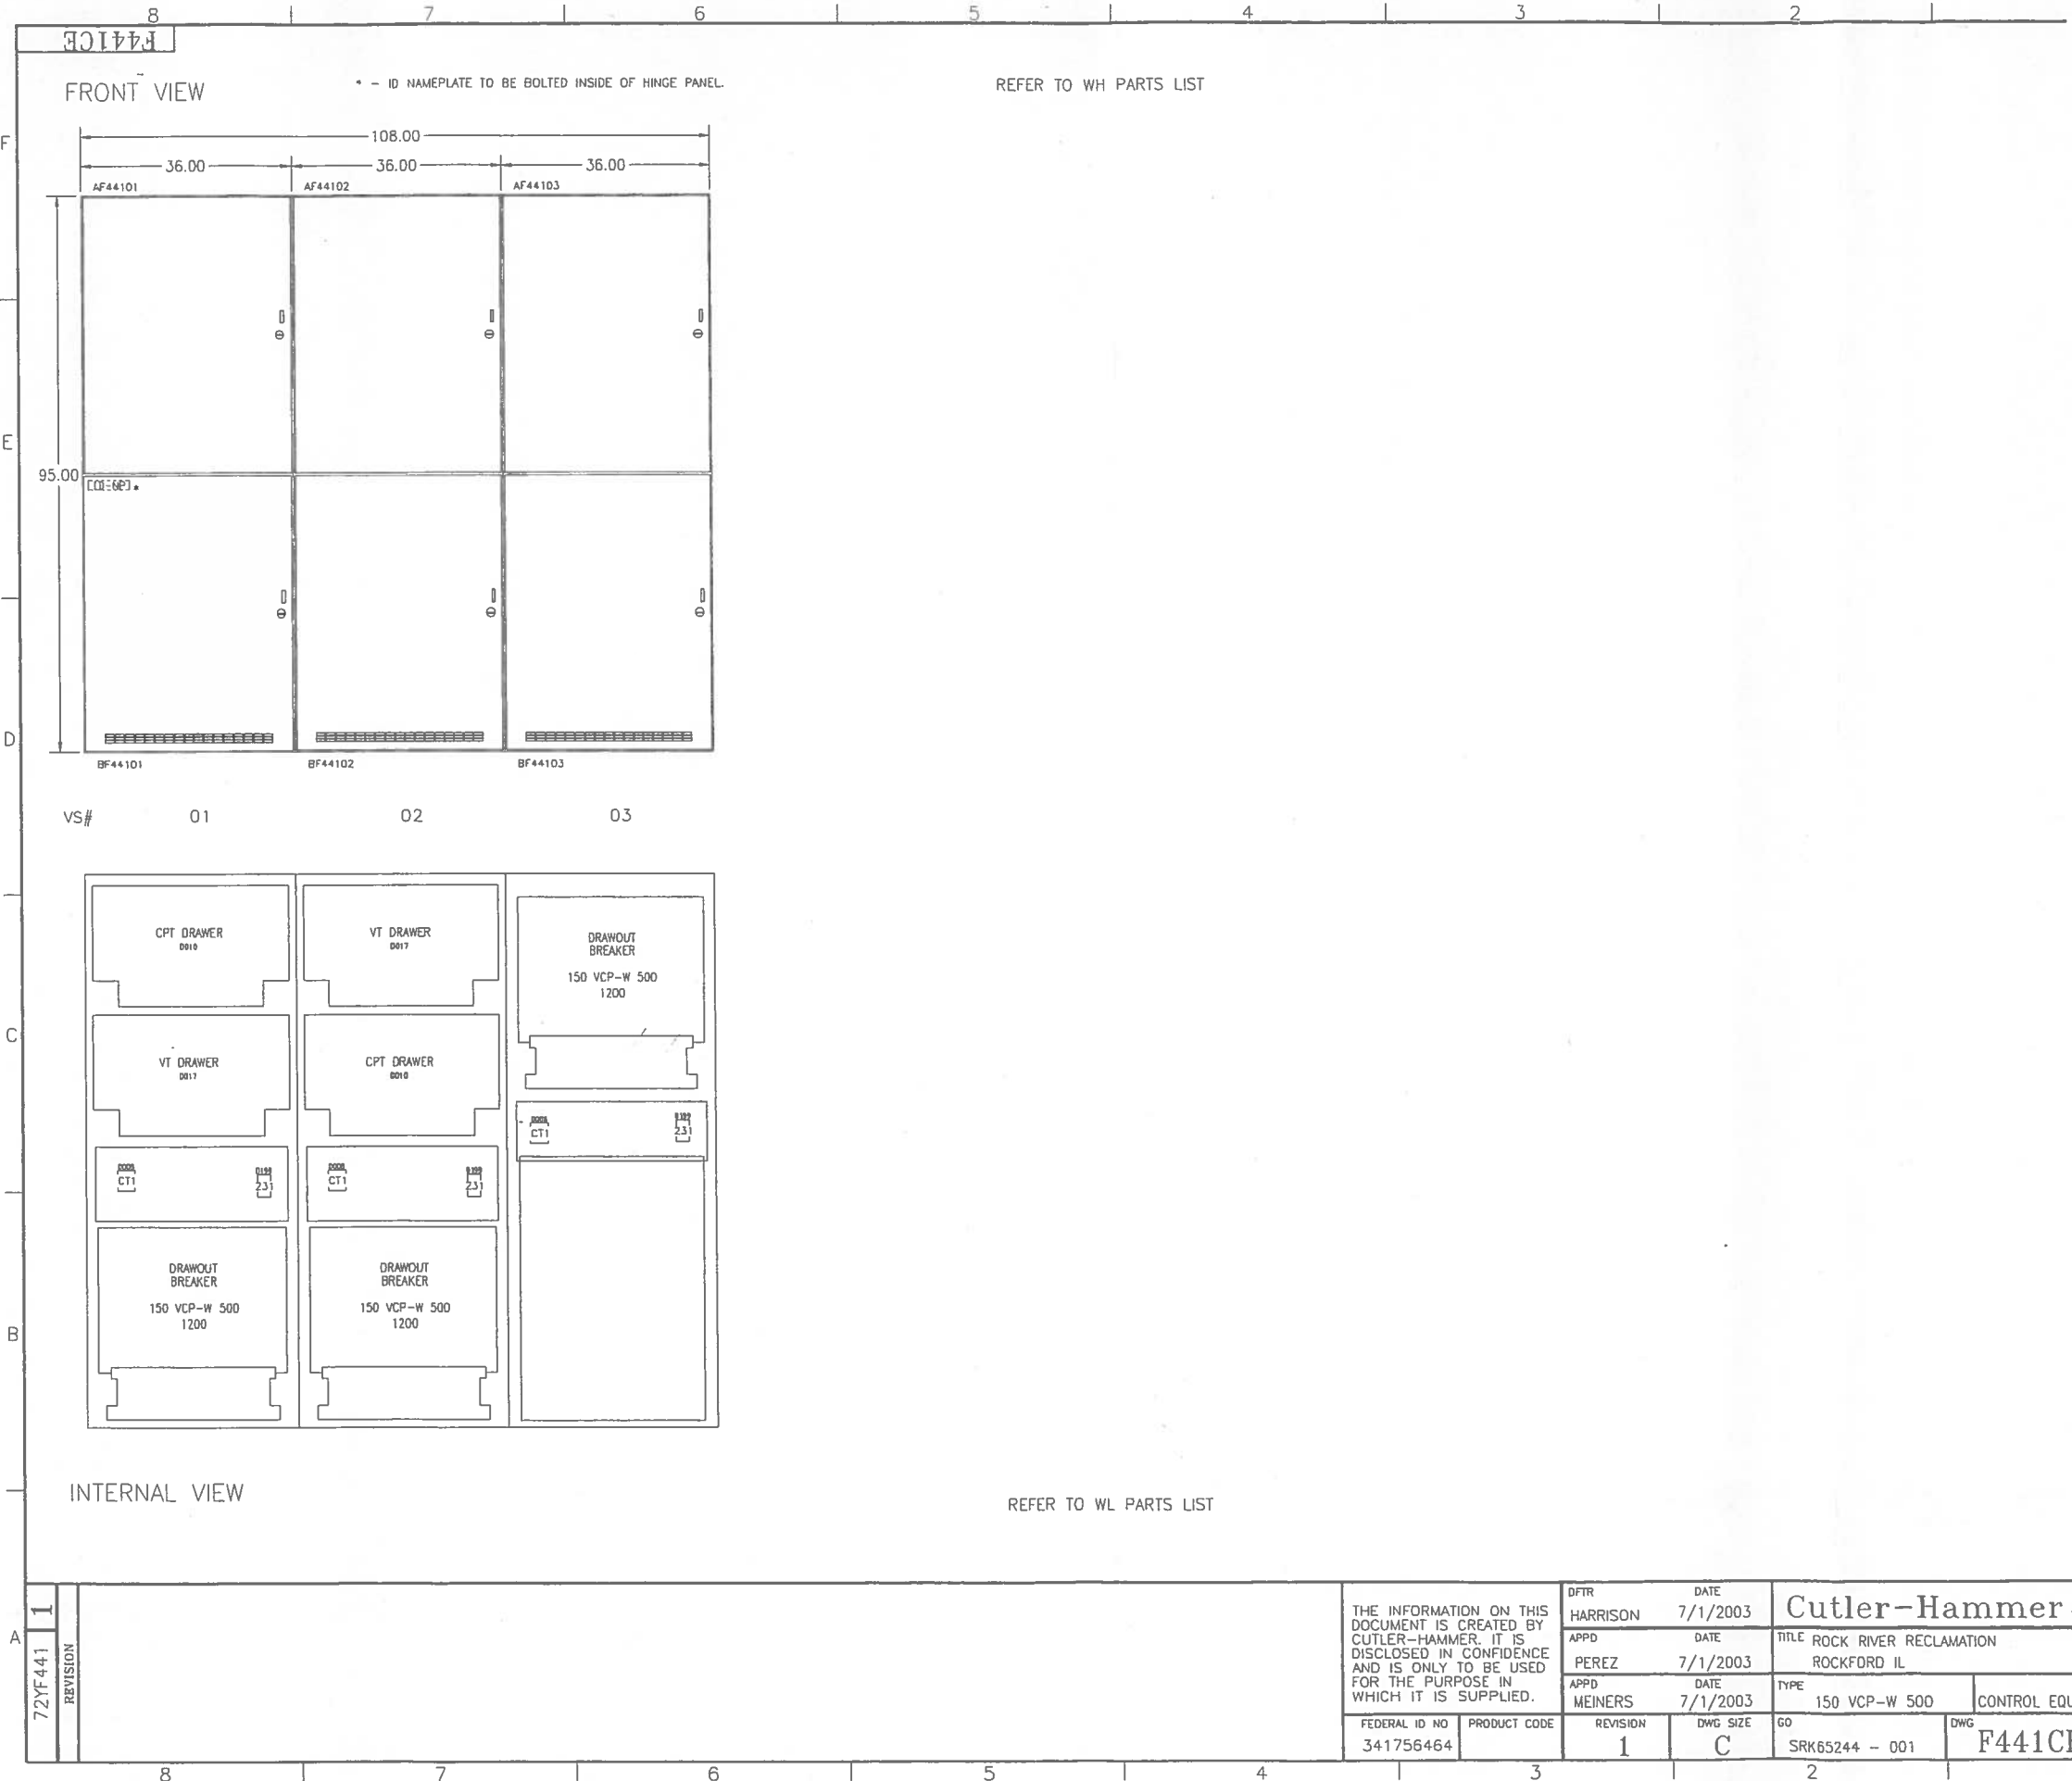 8 7 6 5 4 3 2
F441CE
FRONT VIEW
* - ID NAMEPLATE TO BE BOLTED INSIDE OF HINGE PANEL.
REFER TO WH PARTS LIST
F
108.00
36.00 36.00 36.00
AF44101 AF44102 AF44103
E
95.00
D
BF44101 BF44102 BF44103
VS# 01 02 03
CPT DRAWER
D010
VT DRAWER
D017
DRAWOUT
BREAKER
150 VCP-W 500
1200
C
VT DRAWER
D017
CPT DRAWER
D010
CT1 231
CT1 231
CT1 231
DRAWOUT
BREAKER
150 VCP-W 500
1200
DRAWOUT
BREAKER
150 VCP-W 500
1200
B
INTERNAL VIEW
REFER TO WL PARTS LIST
A
72YF441 1
REVISION
THE INFORMATION ON THIS
DOCUMENT IS CREATED BY
CUTLER-HAMMER. IT IS
DISCLOSED IN CONFIDENCE
AND IS ONLY TO BE USED
FOR THE PURPOSE IN
WHICH IT IS SUPPLIED.
FEDERAL ID NO
341756464
PRODUCT CODE
DFTR DATE
HARRISON 7/1/2003
APPD DATE
PEREZ 7/1/2003
APPD DATE
MEINERS 7/1/2003
REVISION
1
DWG SIZE
C
Cutler-Hammer
TITLE ROCK RIVER RECLAMATION
ROCKFORD IL
TYPE
150 VCP-W 500
CONTROL
GO
SRK65244 - 001
DWG
8 7 6 5 4 3 2